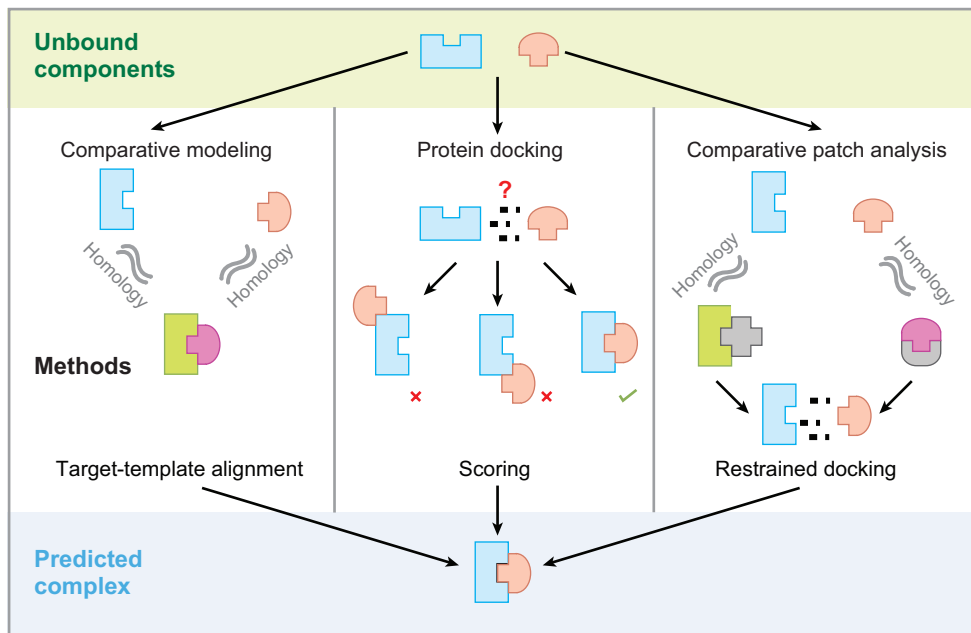 Unbound
components
Comparative modeling
Protein docking
Comparative patch analysis
?
Homology
Homology
Homology
Homology
Methods
Target-template alignment
Scoring
Restrained docking
Predicted
complex